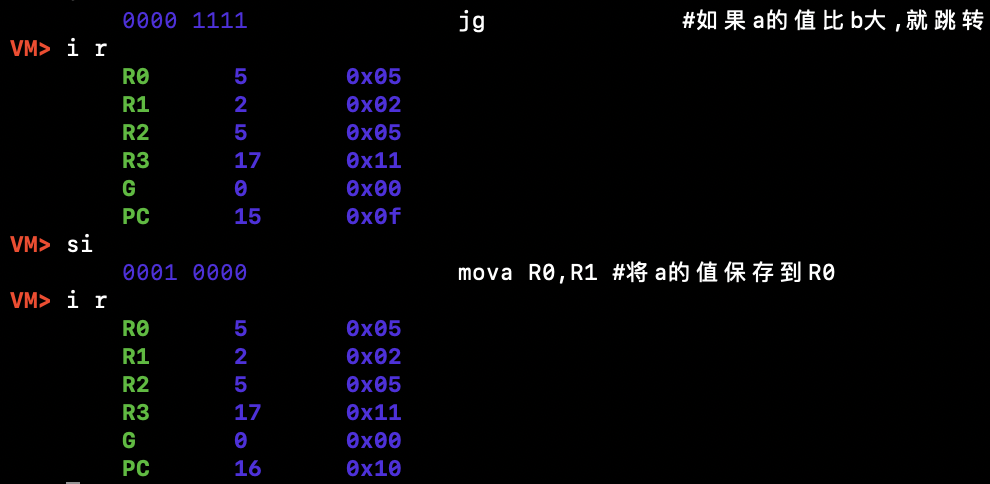 0000 1111 jg #如果a的值比b大,就跳转
VM> i r
R0 5 0x05
R1 2 0x02
R2 5 0x05
R3 17 0x11
G 0 0x00
PC 15 0x0f
VM> si
0001 0000 mova R0,R1 #将a的值保存到R0
VM> i r
R0 5 0x05
R1 2 0x02
R2 5 0x05
R3 17 0x11
G 0 0x00
PC 16 0x10